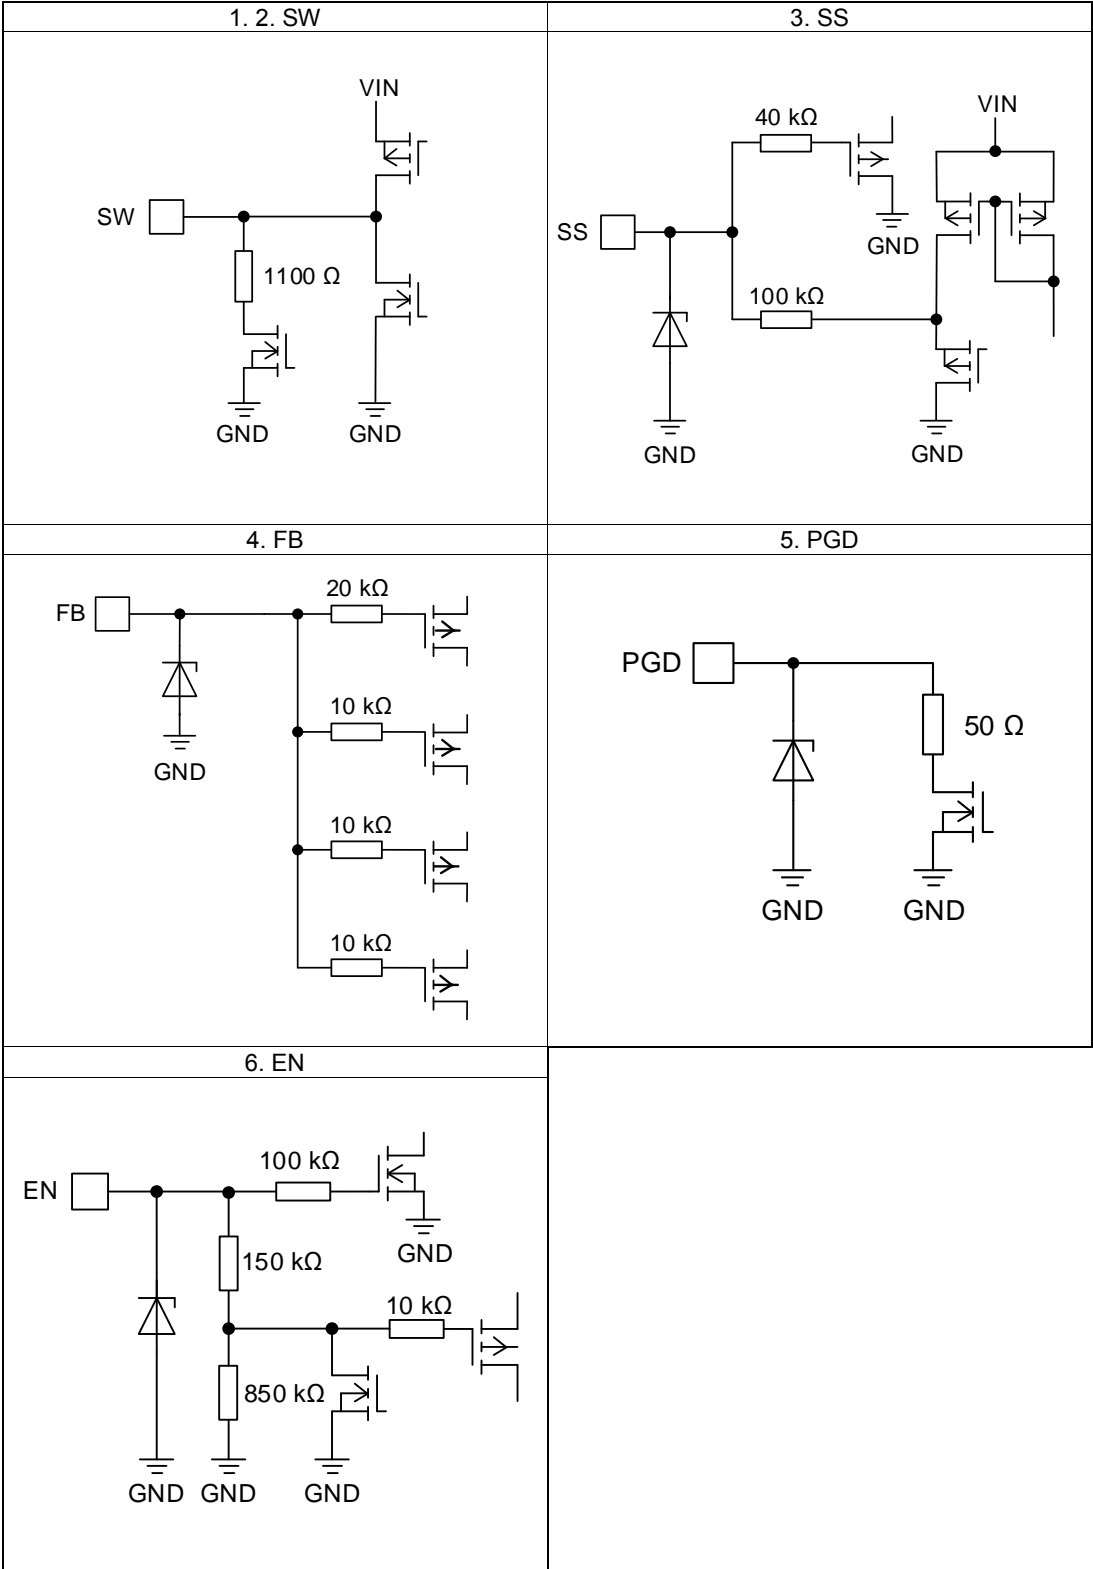 1. 2. SW
VIN
SW
1100 Ω
GND
GND
3. SS
40 kΩ
VIN
SS
GND
100 kΩ
GND
GND
4. FB
20 kΩ
FB
10 kΩ
GND
10 kΩ
10 kΩ
5. PGD
PGD
50 Ω
GND
GND
6. EN
100 kΩ
EN
GND
150 kΩ
10 kΩ
850 kΩ
GND
GND
GND